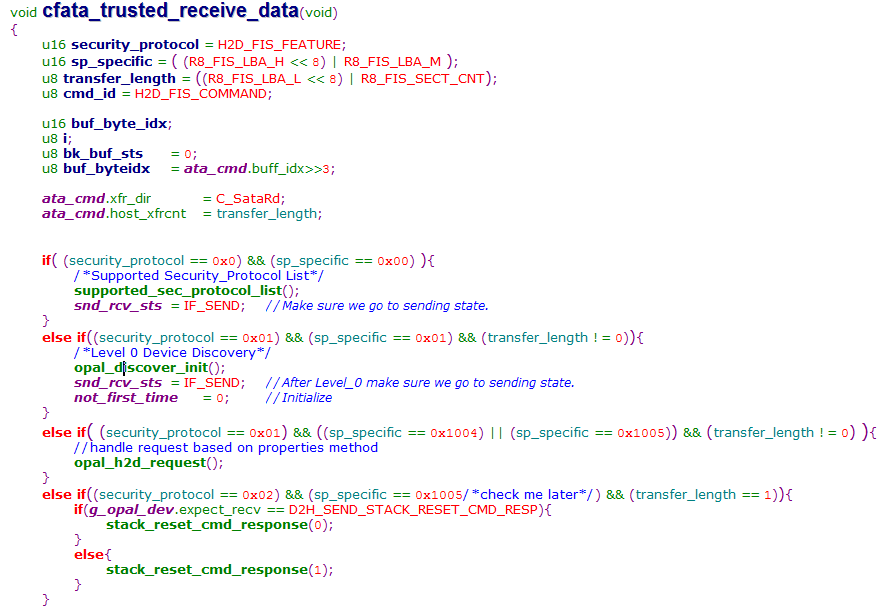 void cfata_trusted_receive_data(void)
{
u16 security_protocol = H2D_FIS_FEATURE;
u16 sp_specific = ( (R8_FIS_LBA_H << 8) | R8_FIS_LBA_M );
u8 transfer_length = ((R8_FIS_LBA_L << 8) | R8_FIS_SECT_CNT);
u8 cmd_id = H2D_FIS_COMMAND;
u16 buf_byte_idx;
u8 i;
u8 bk_buf_sts = 0;
u8 buf_byteidx = ata_cmd.buff_idx>>3;
ata_cmd.xfr_dir = C_SataRd;
ata_cmd.host_xfrcnt = transfer_length;
if( (security_protocol == 0x0) && (sp_specific == 0x00) ){
/*Supported Security_Protocol List*/
supported_sec_protocol_list();
snd_rcv_sts = IF_SEND; //Make sure we go to sending state.
}
else if((security_protocol == 0x01) && (sp_specific == 0x01) && (transfer_length != 0)){
/*Level 0 Device Discovery*/
opal_discover_init();
snd_rcv_sts = IF_SEND; //After Level_0 make sure we go to sending state.
not_first_time = 0; //Initialize
}
else if( (security_protocol == 0x01) && ((sp_specific == 0x1004) || (sp_specific == 0x1005)) && (transfer_length != 0) ){
//handle request based on properties method
opal_h2d_request();
}
else if((security_protocol == 0x02) && (sp_specific == 0x1005/*check me later*/) && (transfer_length == 1)){
if(g_opal_dev.expect_recv == D2H_SEND_STACK_RESET_CMD_RESP){
stack_reset_cmd_response(0);
}
else{
stack_reset_cmd_response(1);
}
}